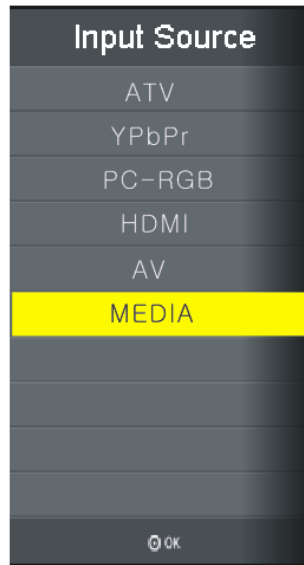 Input Source
ATV
YPbPr
PC-RGB
HDMI
AV
MEDIA
OK